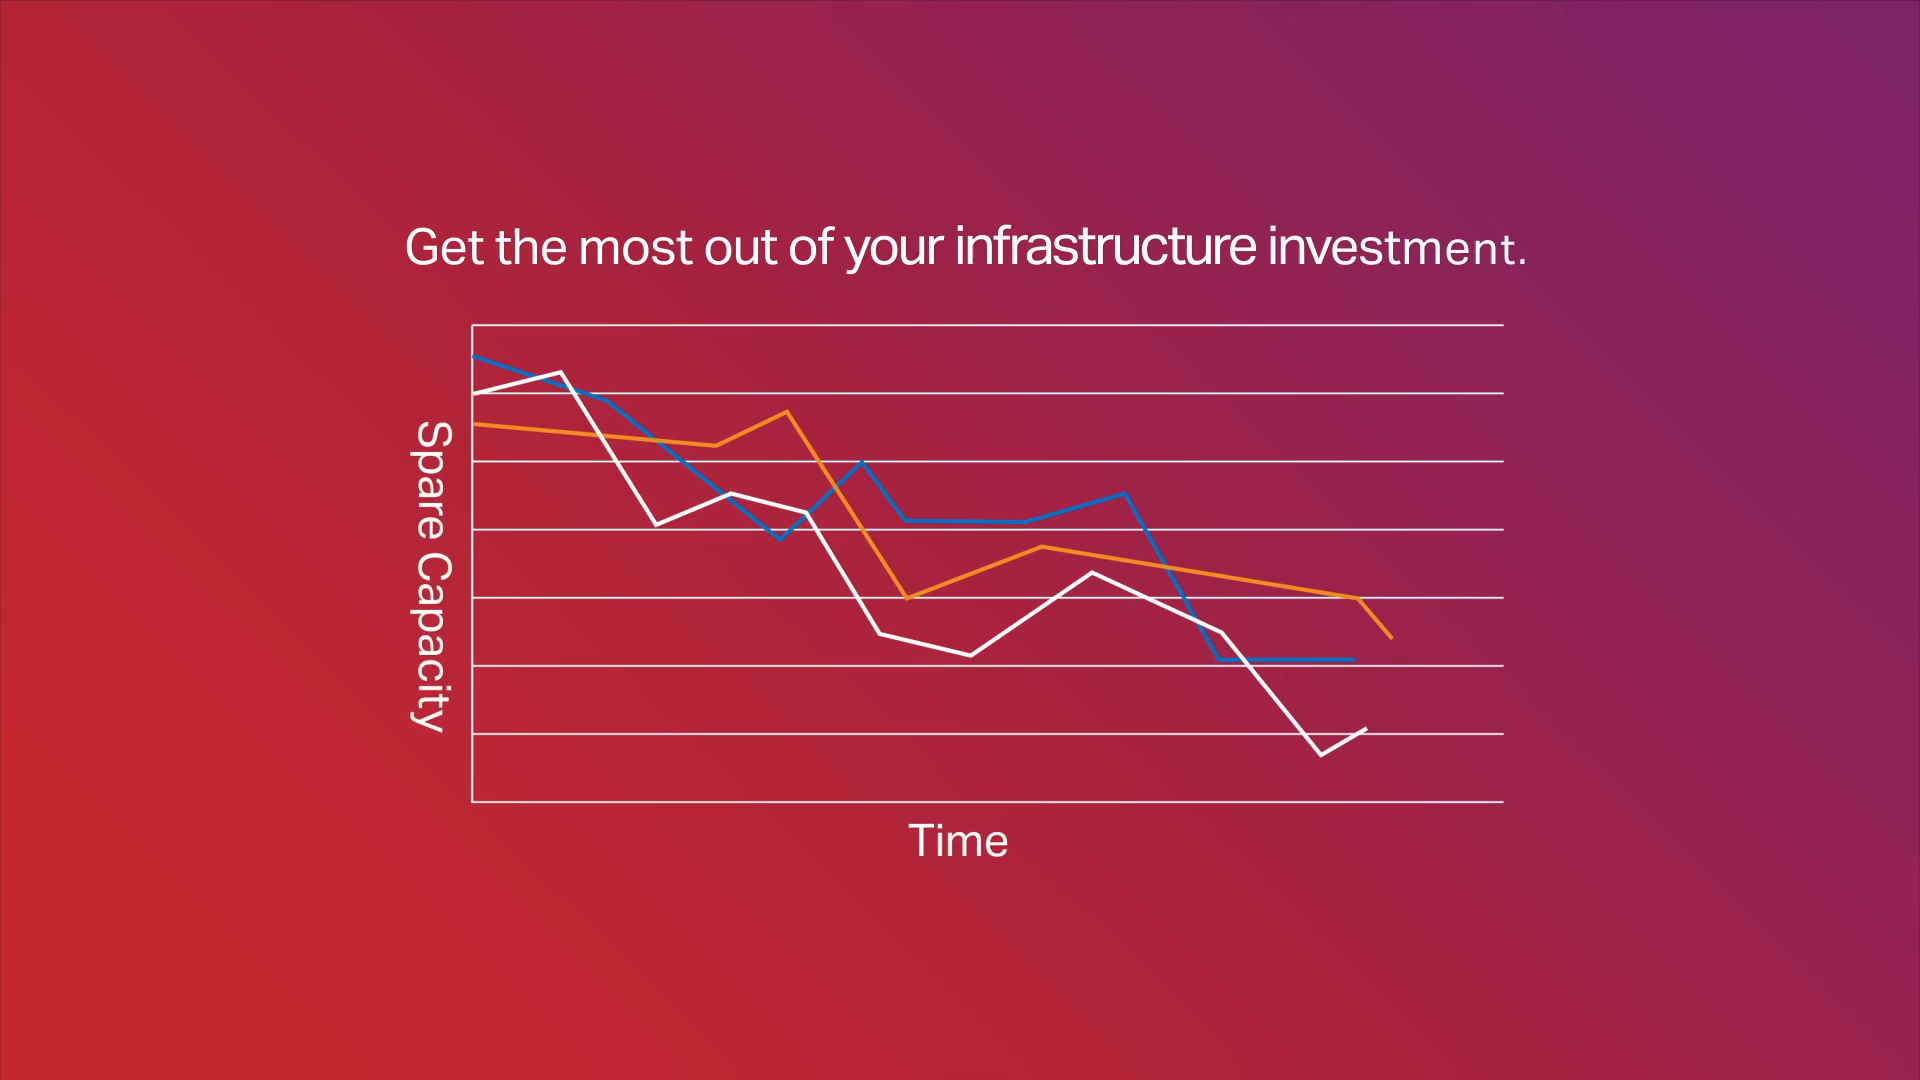 Get the most out of your infrastructure investment.
Spare Capacity
Time